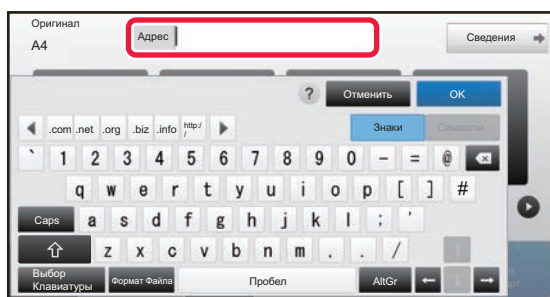 Оригинал
A4
Адрес
Сведения
?
Отменить
OK
.com .net .org .biz .info http://
Знаки
Символы
` 1 2 3 4 5 6 7 8 9 0 - = @
q w e r t y u i o p [ ] #
Caps a s d f g h j k l ; '
z x c v b n m . . /
Выбор
Клавиатуры
Формат Файла
Пробел
AltGr